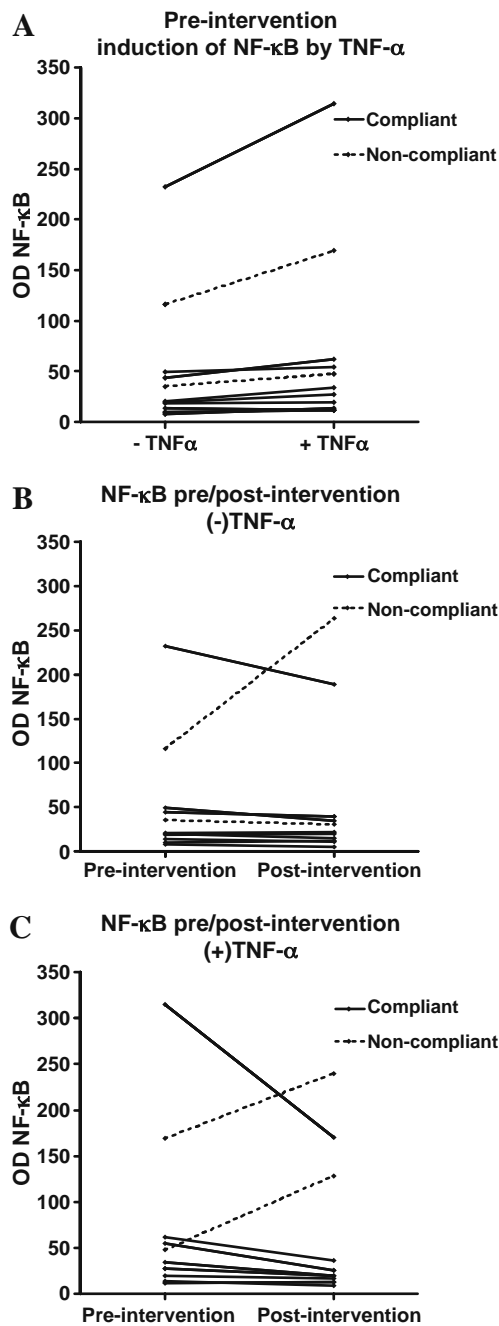 A
Pre-intervention
induction of NF-κB by TNF-α
350
300
250
200
150
100
50
0
OD NF-κB
Compliant
Non-compliant
- TNFα
+ TNFα
B
NF-κB pre/post-intervention
(-)TNF-α
350
300
250
200
150
100
50
0
OD NF-κB
Compliant
Non-compliant
Pre-intervention
Post-intervention
C
NF-κB pre/post-intervention
(+)TNF-α
350
300
250
200
150
100
50
0
OD NF-κB
Compliant
Non-compliant
Pre-intervention
Post-intervention